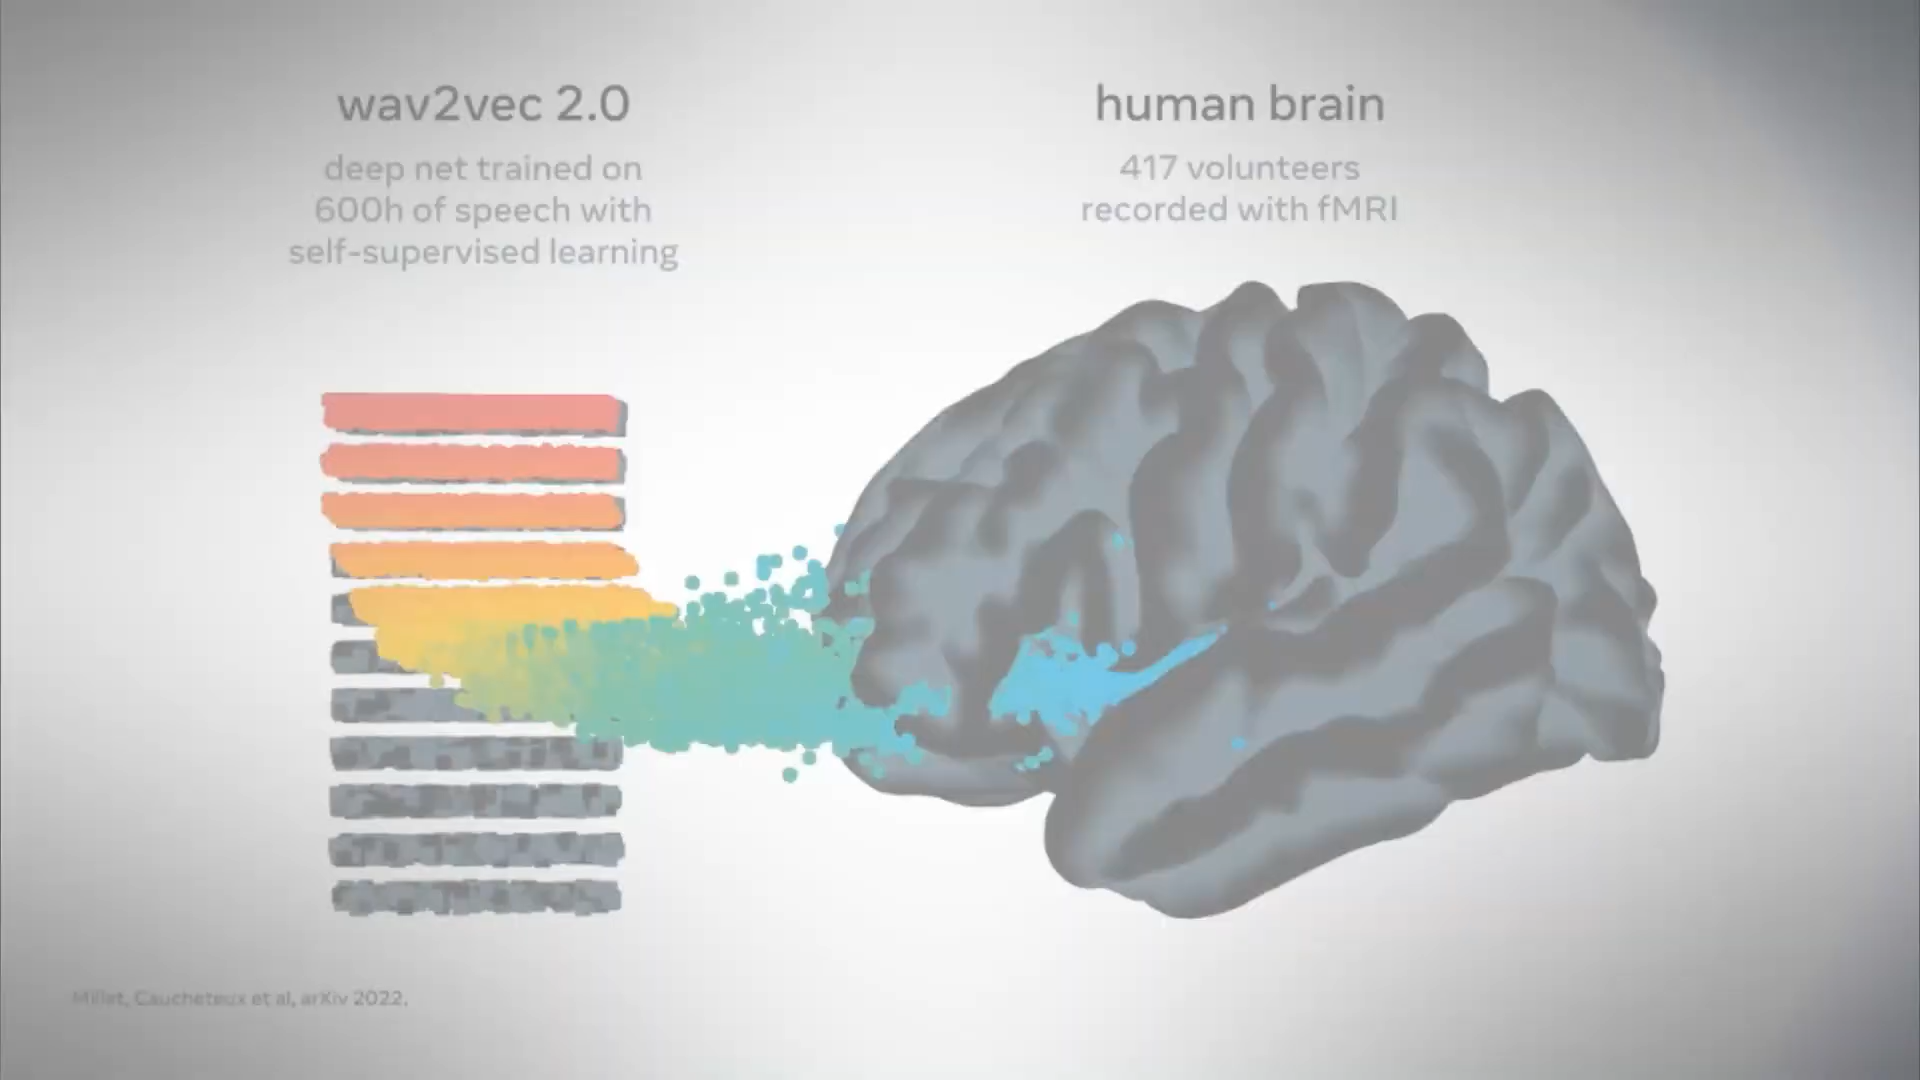 wav2vec 2.0
deep net trained on
600h of speech with
self-supervised learning
human brain
417 volunteers
recorded with fMRI
Millet, Caucheteux et al, arXiv 2022,